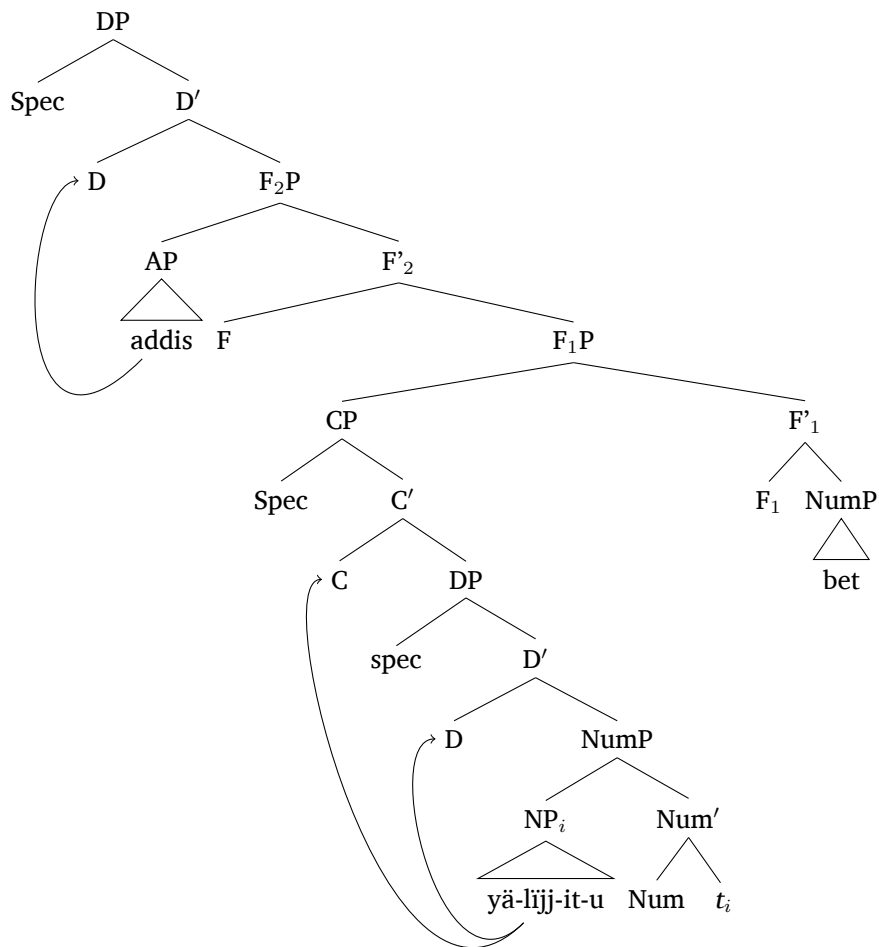 DP
Spec D′
D F₂P
AP F'₂
addis F F₁P
CP F'₁
Spec C′ F₁ NumP
C DP bet
spec D′
D NumP
NPᵢ Num′
yä-lïjj-it-u Num tᵢ